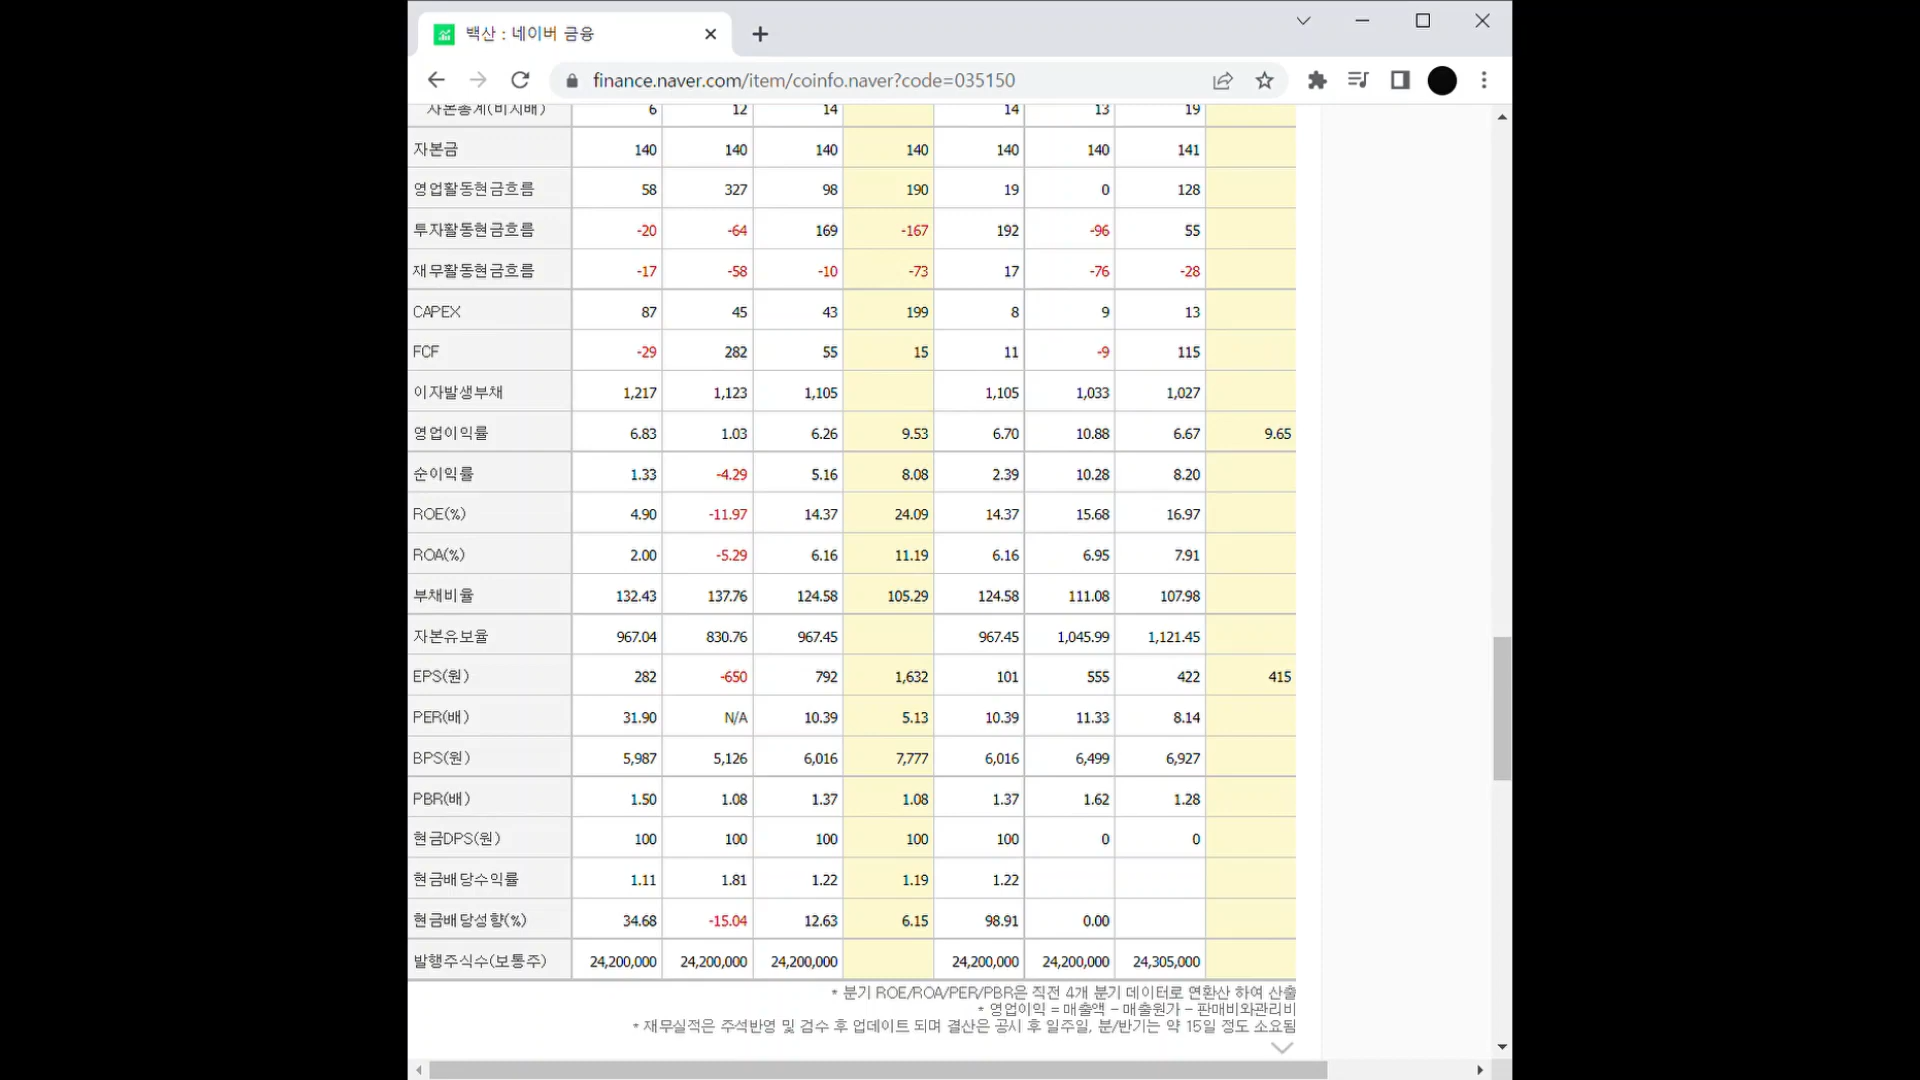 백산 : 네이버 금융
finance.naver.com/item/coinfo.naver?code=035150
자본총계(비지배) 6 12 14 14 13 19
자본금 140 140 140 140 140 140 141
영업활동현금흐름 58 327 98 190 19 0 128
투자활동현금흐름 -20 -64 169 -167 192 -96 55
재무활동현금흐름 -17 -58 -10 -73 17 -76 -28
CAPEX 87 45 43 199 8 9 13
FCF -29 282 55 15 11 -9 115
이자발생부채 1,217 1,123 1,105 1,105 1,033 1,027
영업이익률 6.83 1.03 6.26 9.53 6.70 10.88 6.67 9.65
순이익률 1.33 -4.29 5.16 8.08 2.39 10.28 8.20
ROE(%) 4.90 -11.97 14.37 24.09 14.37 15.68 16.97
ROA(%) 2.00 -5.29 6.16 11.19 6.16 6.95 7.91
부채비율 132.43 137.76 124.58 105.29 124.58 111.08 107.98
자본유보율 967.04 830.76 967.45 967.45 1,045.99 1,121.45
EPS(원) 282 -650 792 1,632 101 555 422 415
PER(배) 31.90 N/A 10.39 5.13 10.39 11.33 8.14
BPS(원) 5,987 5,126 6,016 7,777 6,016 6,499 6,927
PBR(배) 1.50 1.08 1.37 1.08 1.37 1.62 1.28
현금DPS(원) 100 100 100 100 100 0 0
현금배당수익률 1.11 1.81 1.22 1.19 1.22
현금배당성향(%) 34.68 -15.04 12.63 6.15 98.91 0.00
발행주식수(보통주) 24,200,000 24,200,000 24,200,000 24,200,000 24,200,000 24,305,000
* 분기 ROE/ROA/PER/PBR은 직전 4개 분기 데이터로 연환산 하여 산출
* 영업이익 = 매출액 - 매출원가 - 판매비와관리비
* 재무실적은 주석반영 및 검수 후 업데이트 되며 결산은 공시 후 일주일, 분/반기는 약 15일 정도 소요됨